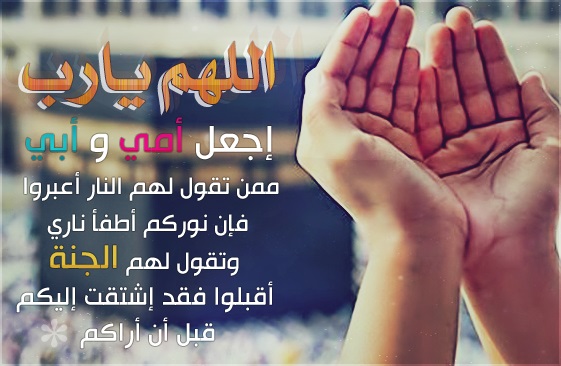 اللهم يارب
إجعل أمي و أبي
ممن تقول لهم النار أعبروا
فإن نوركم أطفأ ناري
وتقول لهم الجنة
أقبلوا فقد إشتقت إليكم
قبل أن أراكم